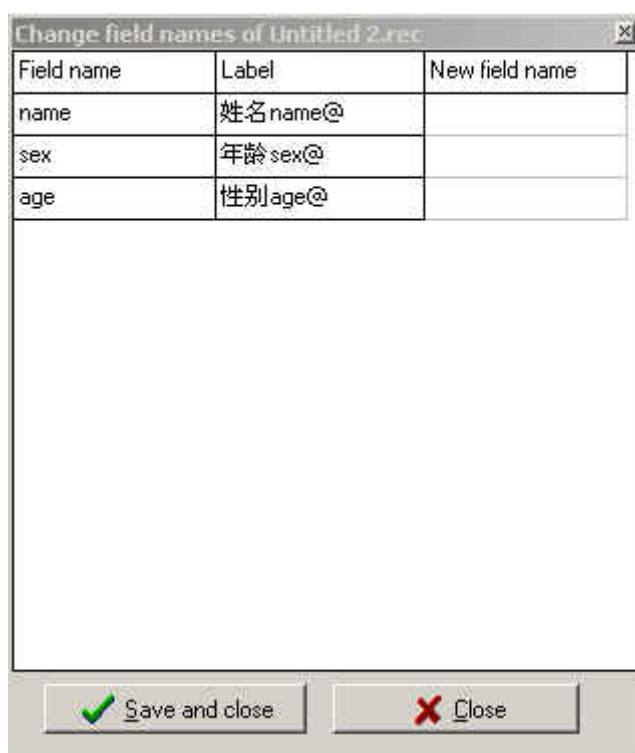 Change field names of Untitled 2.rec
Field name Label New field name
name 姓名name@
sex 年龄sex@
age 性别age@
Save and close Close